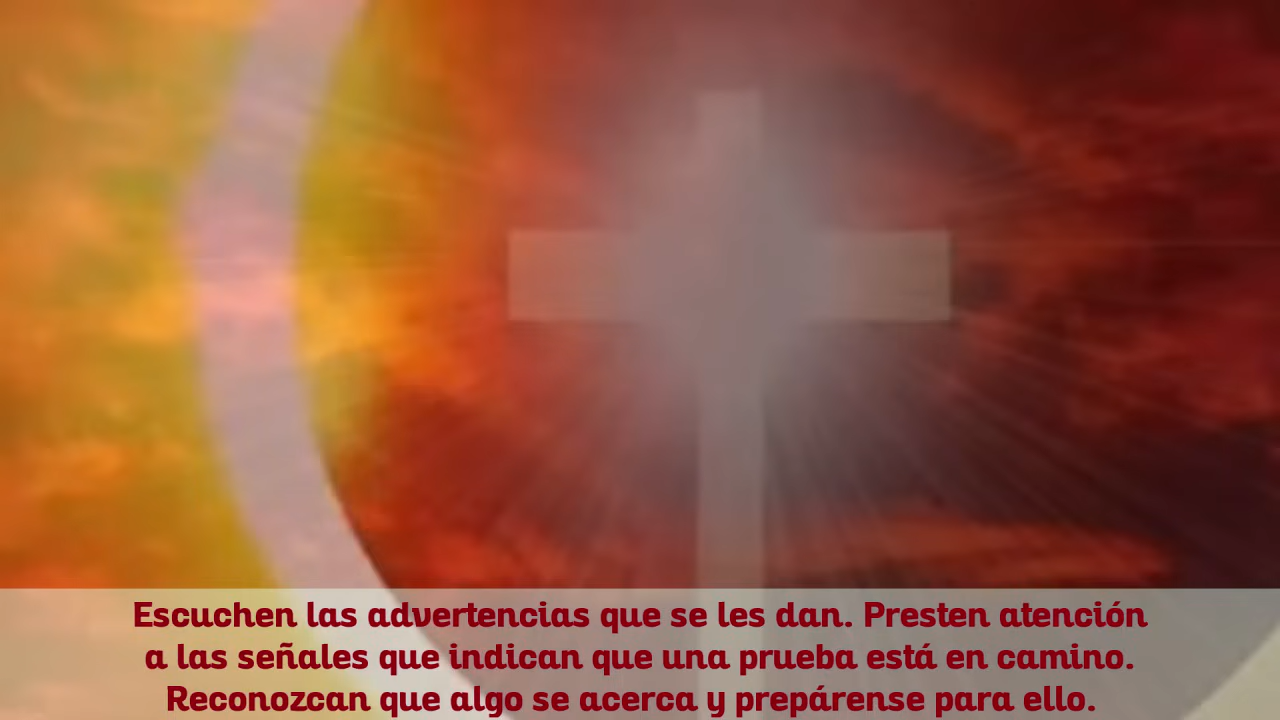 Escuchen las advertencias que se les dan. Presten atención
a las señales que indican que una prueba está en camino.
Reconozcan que algo se acerca y prepárense para ello.